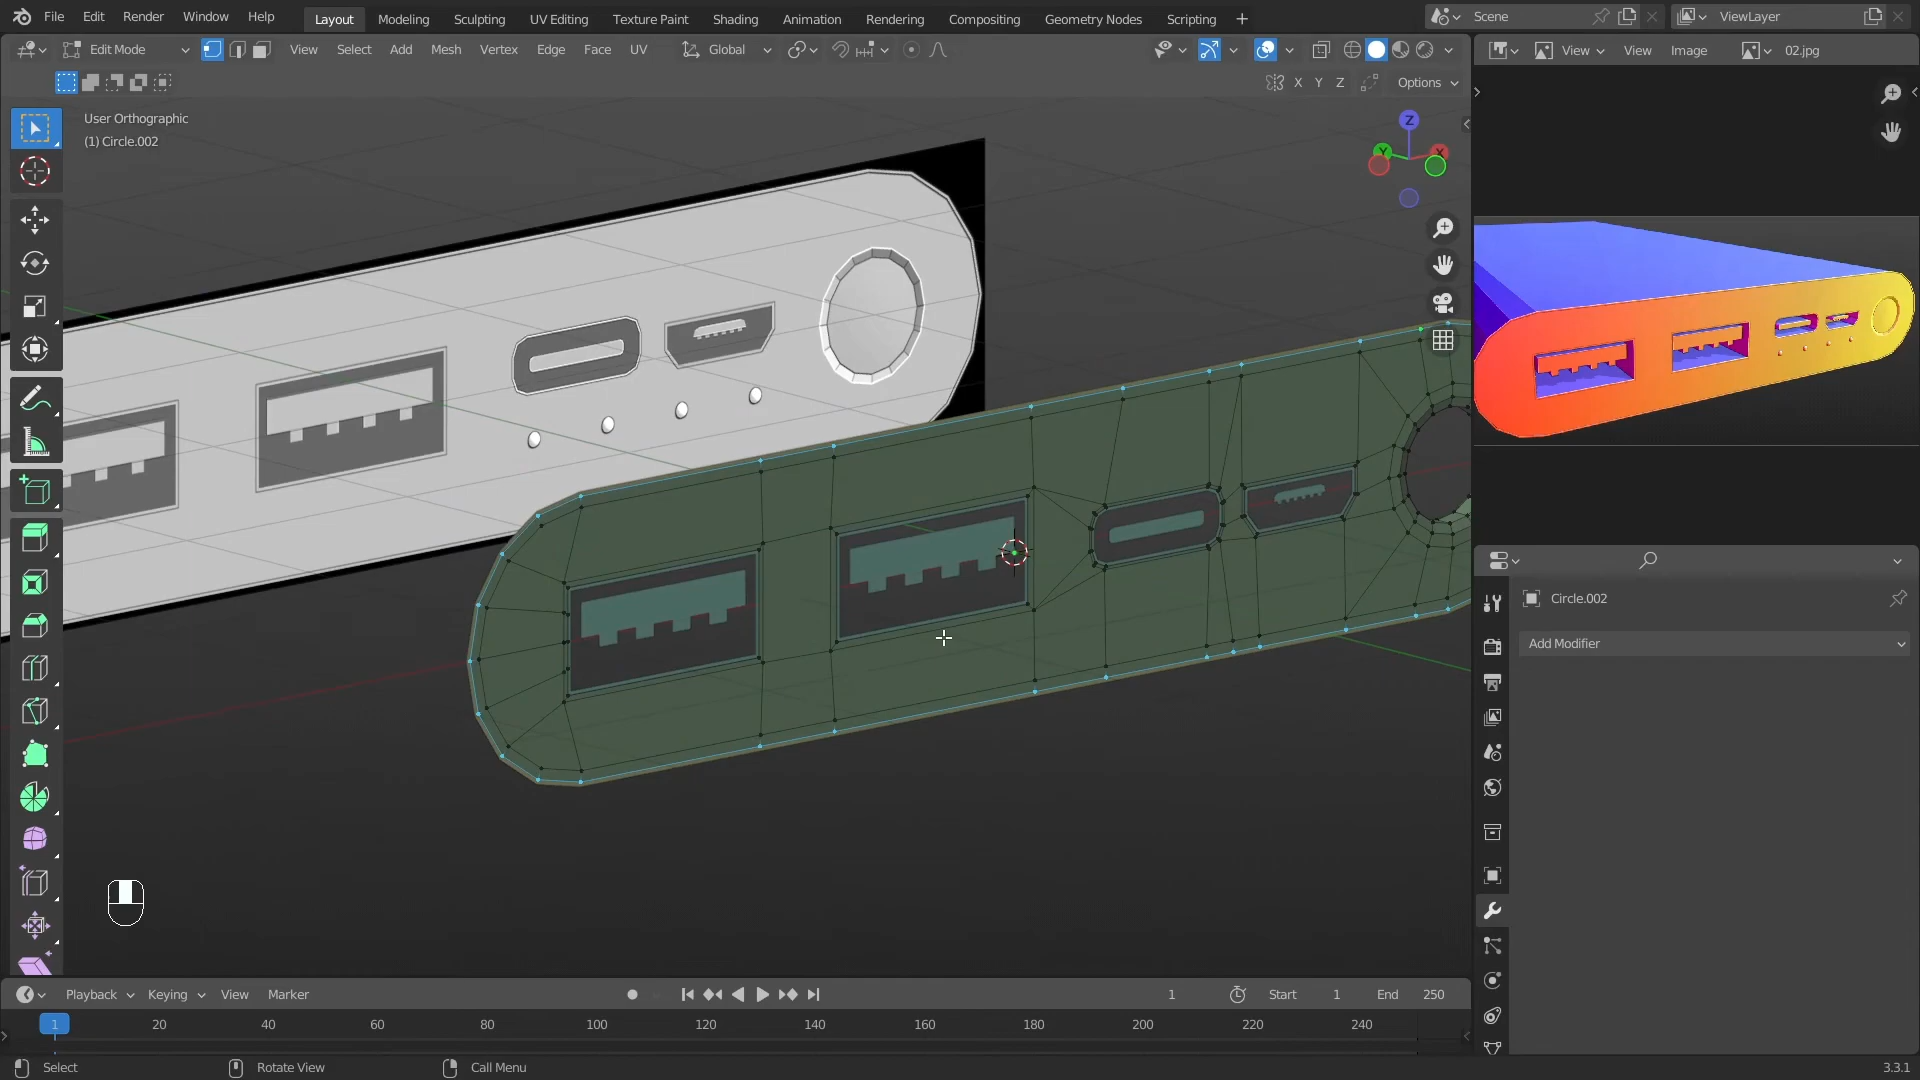 File Edit Render Window Help Layout Modeling Sculpting UV Editing Texture Paint Shading Animation Rendering Compositing Geometry Nodes Scripting + Scene ViewLayer
Edit Mode View Select Add Mesh Vertex Edge Face UV Global View View Image 02.jpg
X Y Z Options
User Orthographic
(1) Circle.002
Z
Y X
Circle.002
Add Modifier
Playback Keying View Marker 1 Start 1 End 250
1 20 40 60 80 100 120 140 160 180 200 220 240
Select Rotate View Call Menu 3.3.1